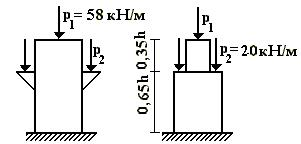 p₁ = 58 кН/м
p₂
0,35h
0,65h
p₁
p₂ = 20 кН/м